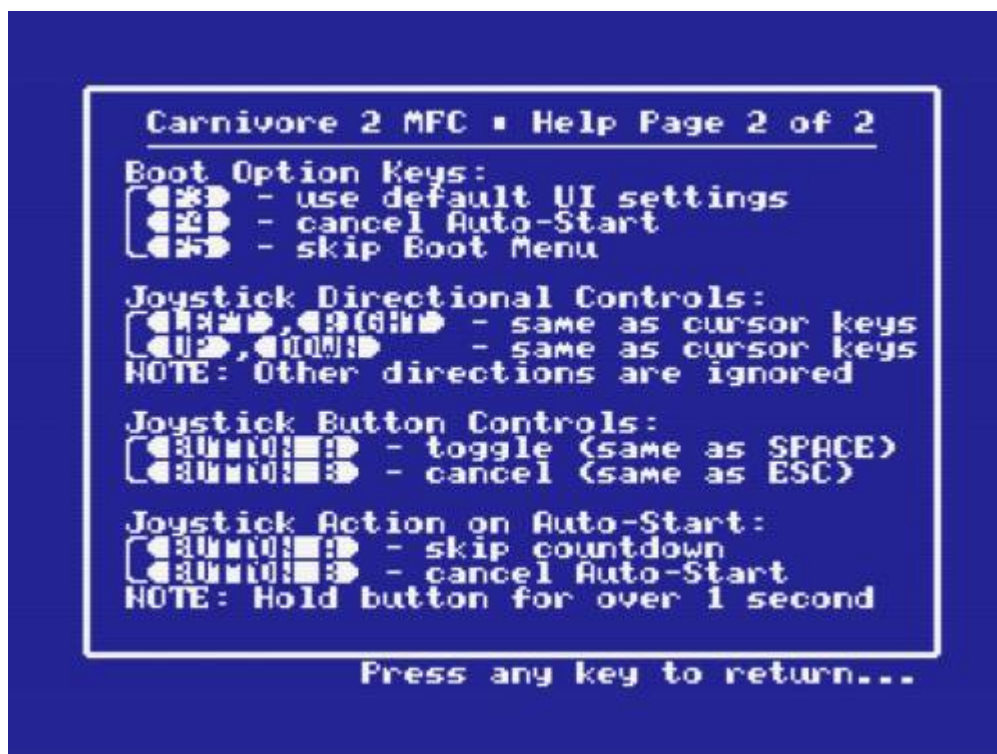 Carnivore 2 MFC ▪ Help Page 2 of 2
Boot Option Keys:
- use default UI settings
- cancel Auto-Start
F5 - skip Boot Menu
Joystick Directional Controls:
LEFT, RIGHT - same as cursor keys
UP, DOWN - same as cursor keys
NOTE: Other directions are ignored
Joystick Button Controls:
BUTTON A - toggle (same as SPACE)
BUTTON B - cancel (same as ESC)
Joystick Action on Auto-Start:
BUTTON A - skip countdown
BUTTON B - cancel Auto-Start
NOTE: Hold button for over 1 second
Press any key to return...